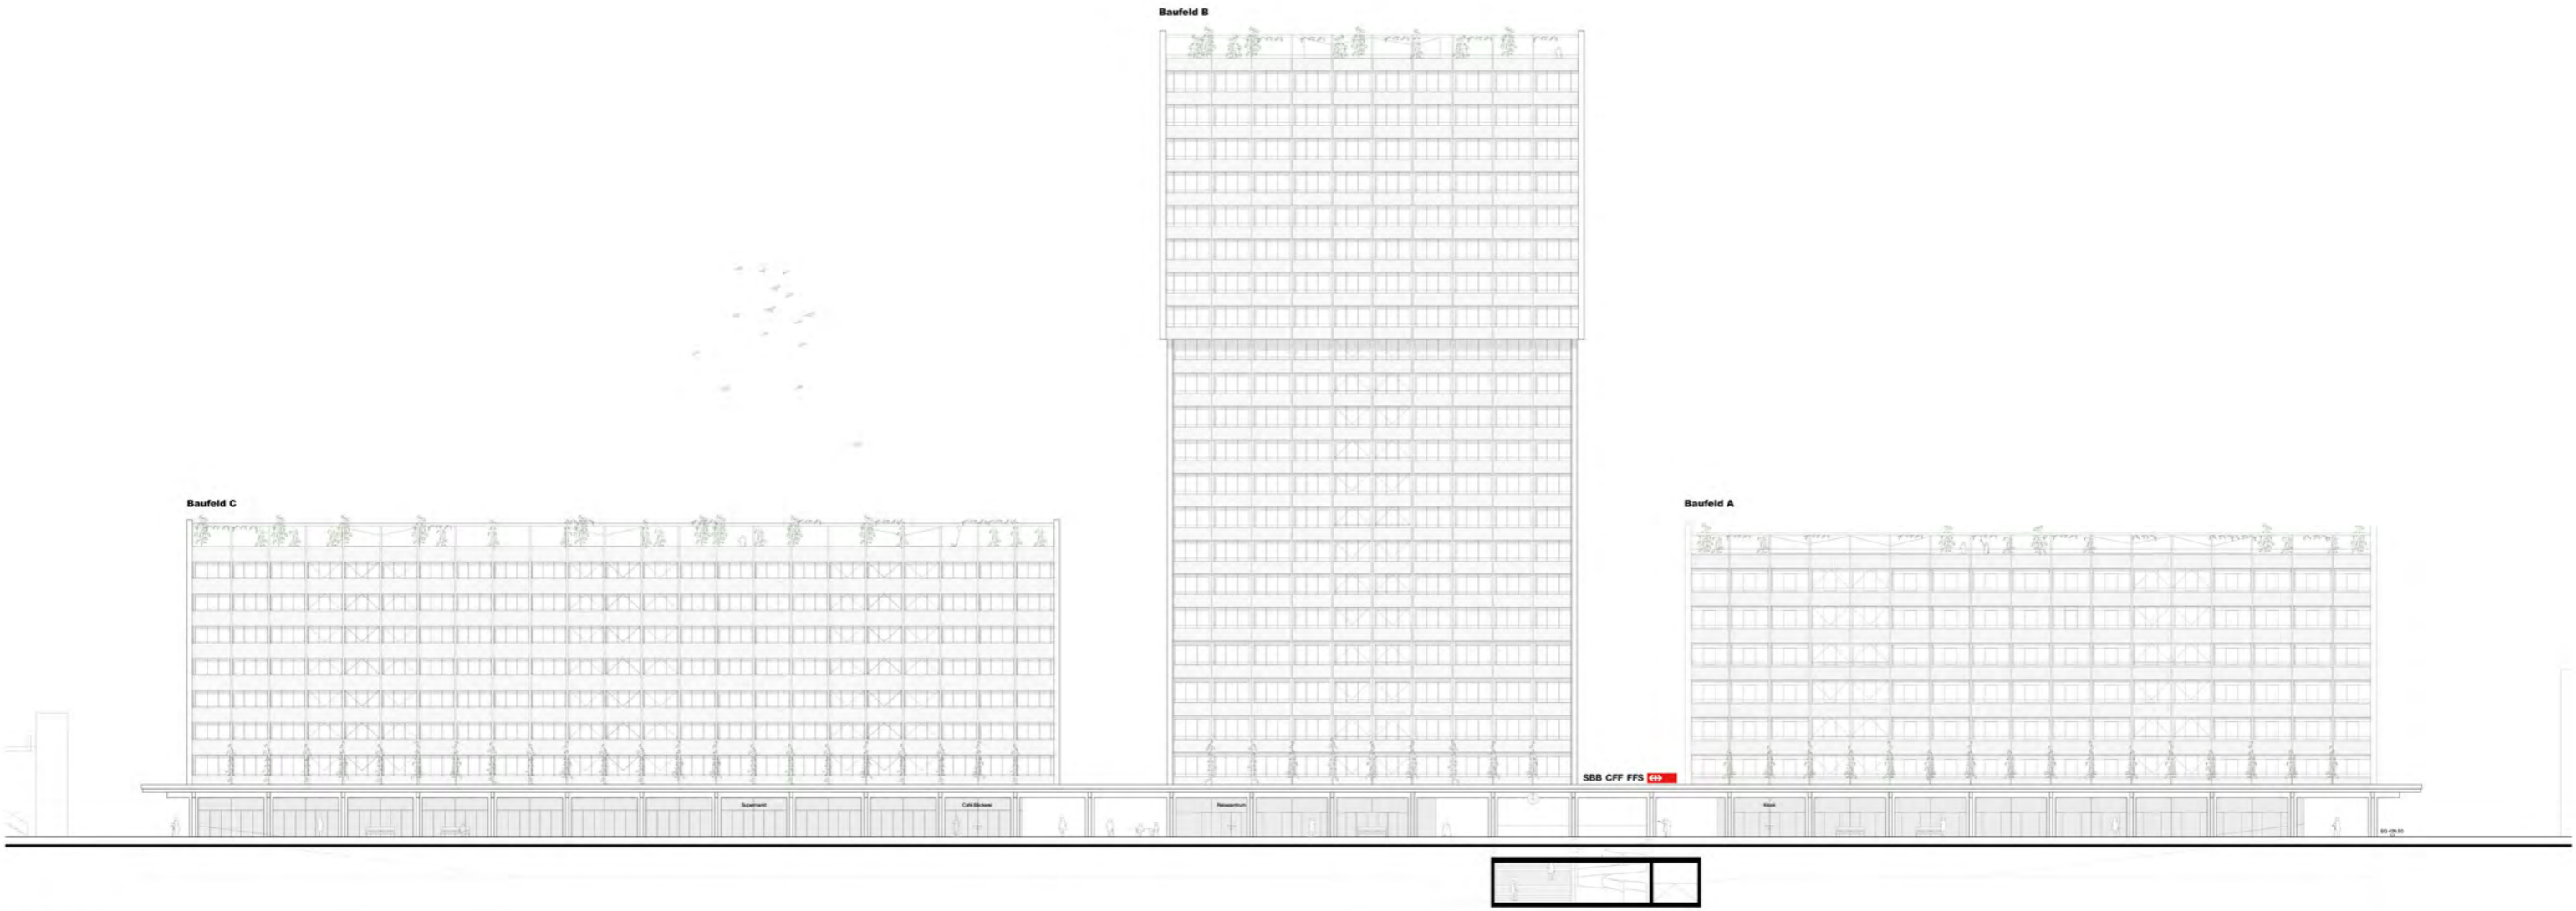 Baufeld B
Baufeld C
Baufeld A
SBB CFF FFS
Supermarkt
Café/Bäckerei
Reisezentrum
Kiosk